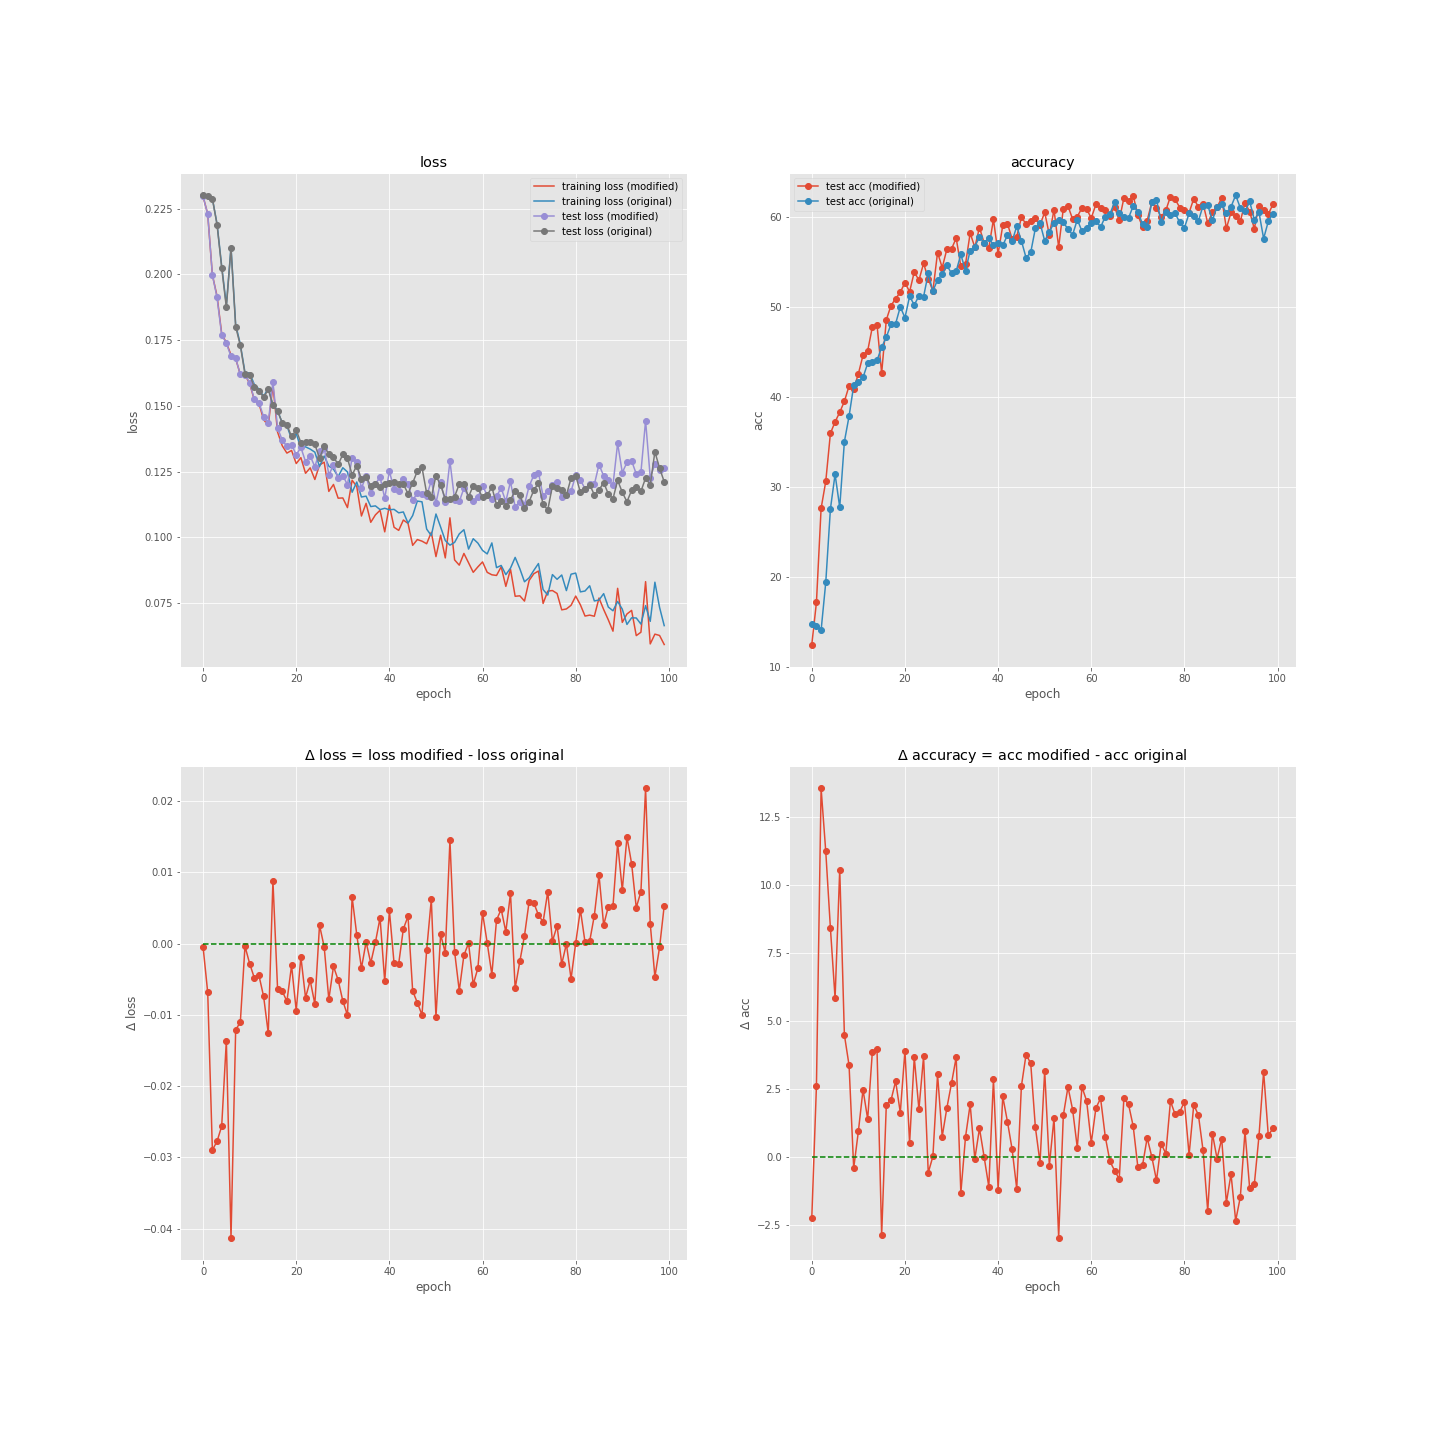 loss
training loss (modified)
training loss (original)
test loss (modified)
test loss (original)
0.225
0.200
0.175
0.150
0.125
0.100
0.075
loss
0 20 40 60 80 100
epoch
accuracy
test acc (modified)
test acc (original)
60
50
40
30
20
10
acc
0 20 40 60 80 100
epoch
Δ loss = loss modified - loss original
0.02
0.01
0.00
−0.01
−0.02
−0.03
−0.04
Δ loss
0 20 40 60 80 100
epoch
Δ accuracy = acc modified - acc original
12.5
10.0
7.5
5.0
2.5
0.0
−2.5
Δ acc
0 20 40 60 80 100
epoch